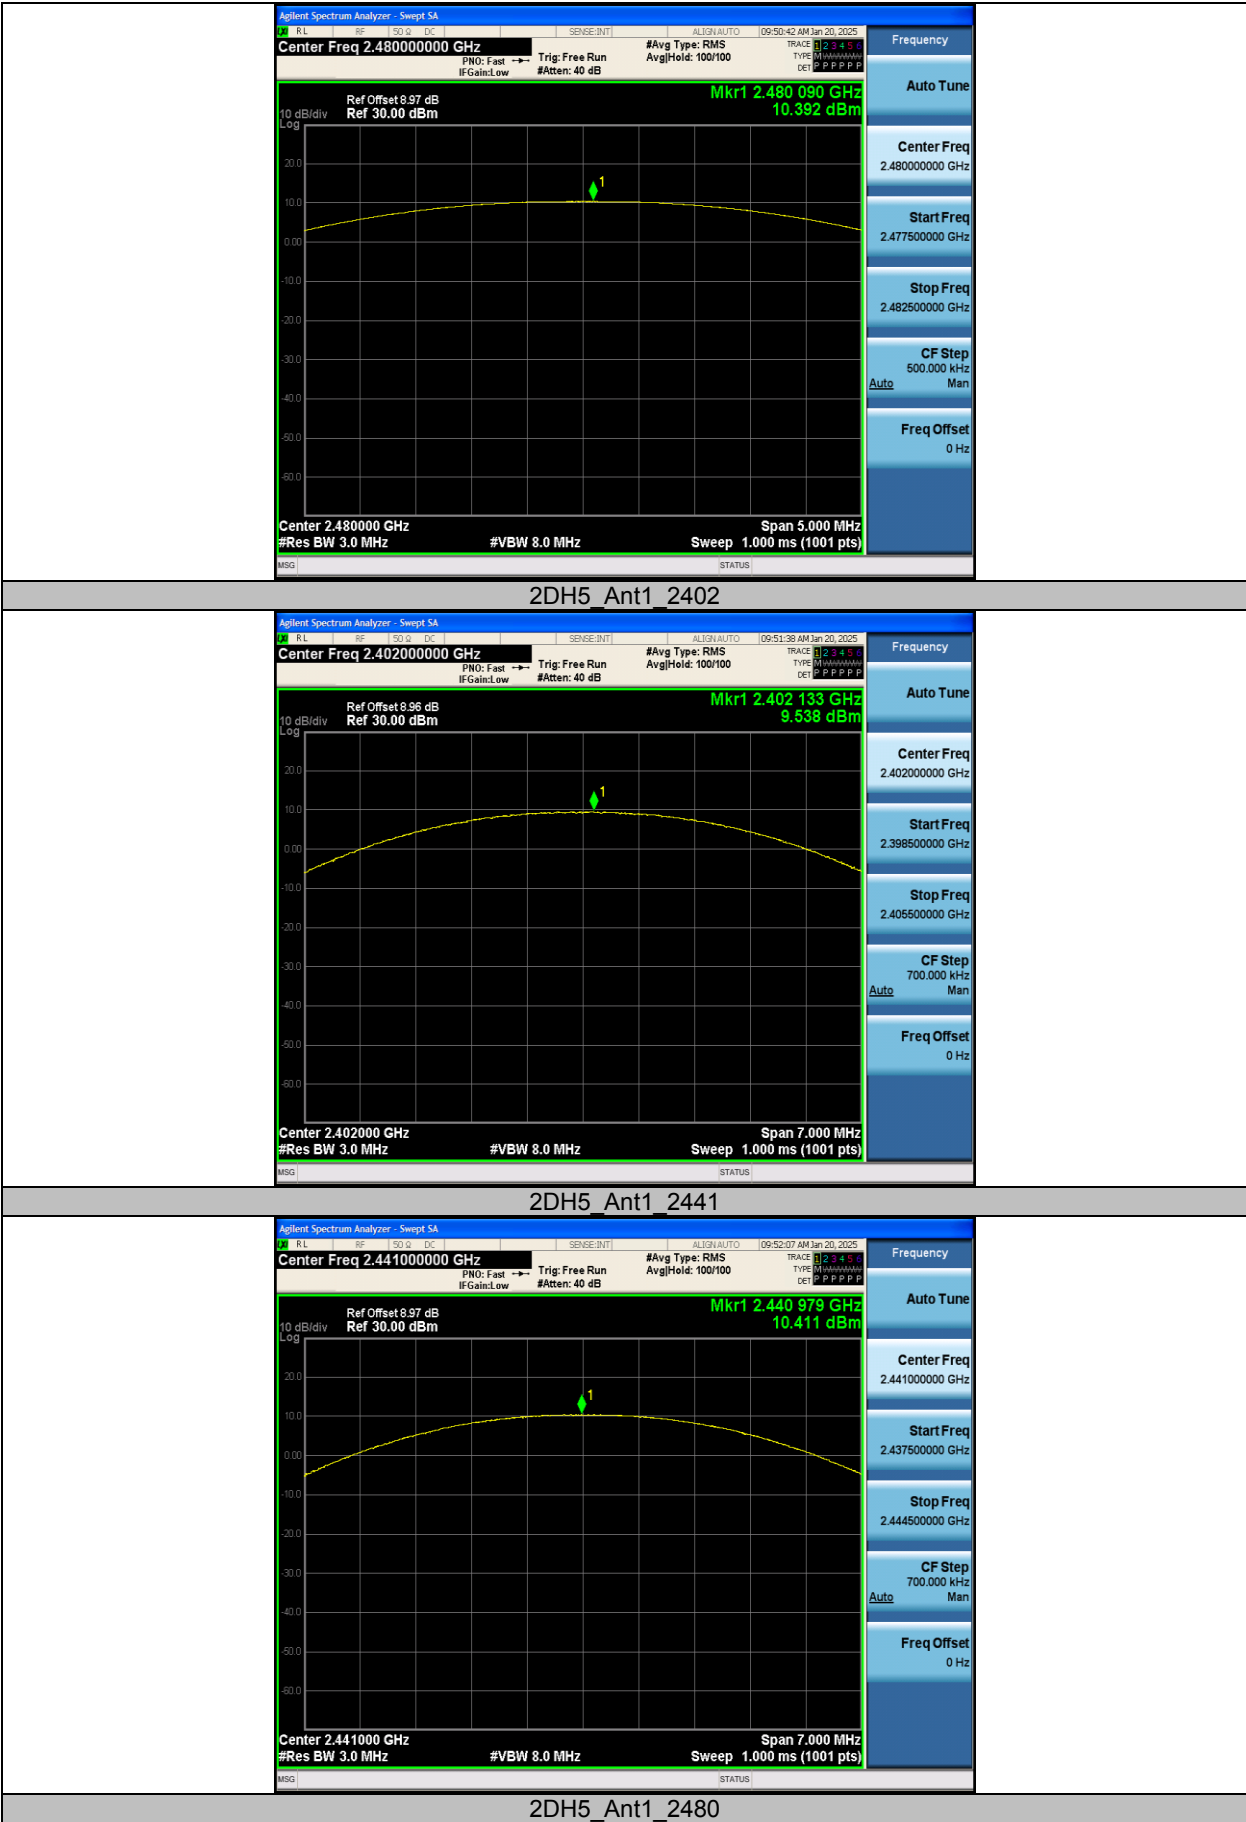 Agilent Spectrum Analyzer - Swept SA
RL RF 50 Ω DC SENSE:INT ALIGN AUTO 09:50:42 AM Jan 20, 2025
Center Freq 2.480000000 GHz
PNO: Fast
IFGain:Low
Trig: Free Run
#Atten: 40 dB
#Avg Type: RMS
Avg|Hold: 100/100
TRACE 1 2 3 4 5 6
TYPE M W W W W W
DET P P P P P P
Frequency
Mkr1 2.480 090 GHz
10.392 dBm
Ref Offset 8.97 dB
10 dB/div Ref 30.00 dBm
Log
1
20.0
10.0
0.00
-10.0
-20.0
-30.0
-40.0
-50.0
-60.0
Center 2.480000 GHz Span 5.000 MHz
#Res BW 3.0 MHz #VBW 8.0 MHz Sweep 1.000 ms (1001 pts)
MSG STATUS
Auto Tune
Center Freq
2.480000000 GHz
Start Freq
2.477500000 GHz
Stop Freq
2.482500000 GHz
CF Step
500.000 kHz
Auto Man
Freq Offset
0 Hz
2DH5_Ant1_2402
Agilent Spectrum Analyzer - Swept SA
RL RF 50 Ω DC SENSE:INT ALIGN AUTO 09:51:38 AM Jan 20, 2025
Center Freq 2.402000000 GHz
PNO: Fast
IFGain:Low
Trig: Free Run
#Atten: 40 dB
#Avg Type: RMS
Avg|Hold: 100/100
TRACE 1 2 3 4 5 6
TYPE M W W W W W
DET P P P P P P
Frequency
Mkr1 2.402 133 GHz
9.538 dBm
Ref Offset 8.96 dB
10 dB/div Ref 30.00 dBm
Log
1
20.0
10.0
0.00
-10.0
-20.0
-30.0
-40.0
-50.0
-60.0
Center 2.402000 GHz Span 7.000 MHz
#Res BW 3.0 MHz #VBW 8.0 MHz Sweep 1.000 ms (1001 pts)
MSG STATUS
Auto Tune
Center Freq
2.402000000 GHz
Start Freq
2.398500000 GHz
Stop Freq
2.405500000 GHz
CF Step
700.000 kHz
Auto Man
Freq Offset
0 Hz
2DH5_Ant1_2441
Agilent Spectrum Analyzer - Swept SA
RL RF 50 Ω DC SENSE:INT ALIGN AUTO 09:52:07 AM Jan 20, 2025
Center Freq 2.441000000 GHz
PNO: Fast
IFGain:Low
Trig: Free Run
#Atten: 40 dB
#Avg Type: RMS
Avg|Hold: 100/100
TRACE 1 2 3 4 5 6
TYPE M W W W W W
DET P P P P P P
Frequency
Mkr1 2.440 979 GHz
10.411 dBm
Ref Offset 8.97 dB
10 dB/div Ref 30.00 dBm
Log
1
20.0
10.0
0.00
-10.0
-20.0
-30.0
-40.0
-50.0
-60.0
Center 2.441000 GHz Span 7.000 MHz
#Res BW 3.0 MHz #VBW 8.0 MHz Sweep 1.000 ms (1001 pts)
MSG STATUS
Auto Tune
Center Freq
2.441000000 GHz
Start Freq
2.437500000 GHz
Stop Freq
2.444500000 GHz
CF Step
700.000 kHz
Auto Man
Freq Offset
0 Hz
2DH5_Ant1_2480